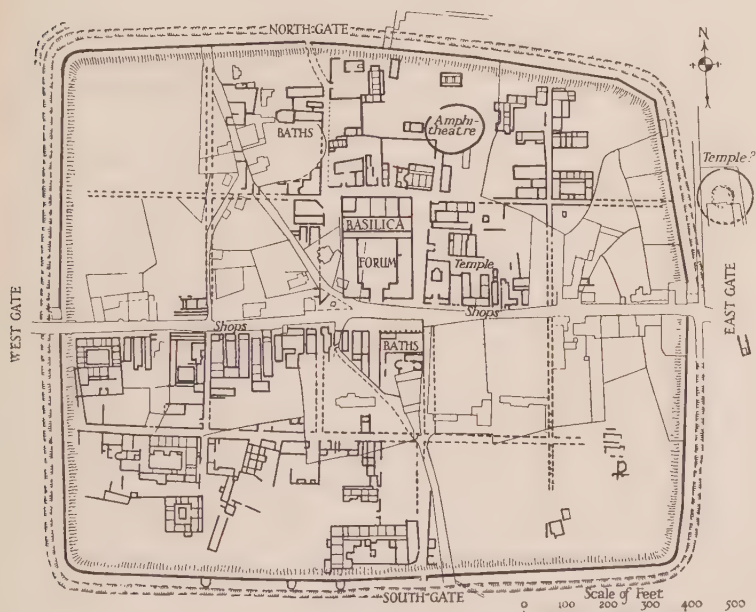 NORTH-GATE
N
BATHS
Amphi-
theatre
Temple?
BASILICA
FORUM
Temple
WEST GATE
EAST GATE
Shops
Shops
BATHS
SOUTH-GATE
Scale of Feet
0 100 200 300 400 500